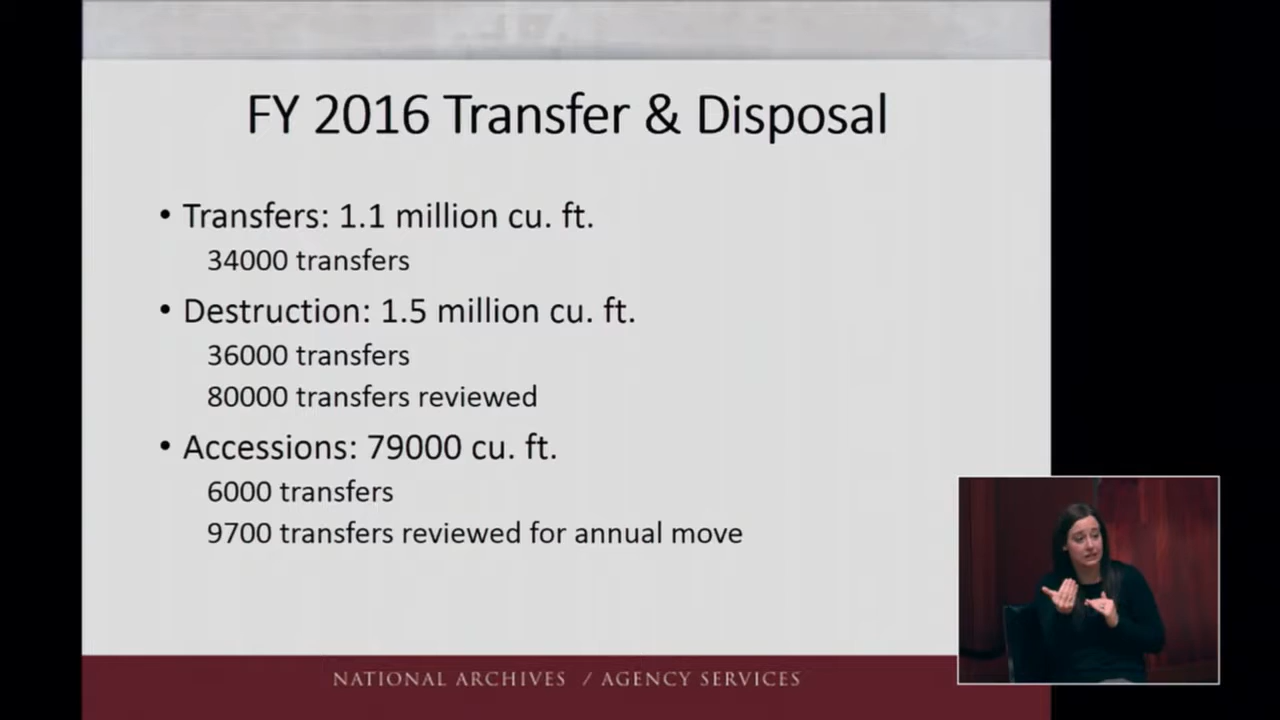 FY 2016 Transfer & Disposal
• Transfers: 1.1 million cu. ft.
34000 transfers
• Destruction: 1.5 million cu. ft.
36000 transfers
80000 transfers reviewed
• Accessions: 79000 cu. ft.
6000 transfers
9700 transfers reviewed for annual move
NATIONAL ARCHIVES / AGENCY SERVICES